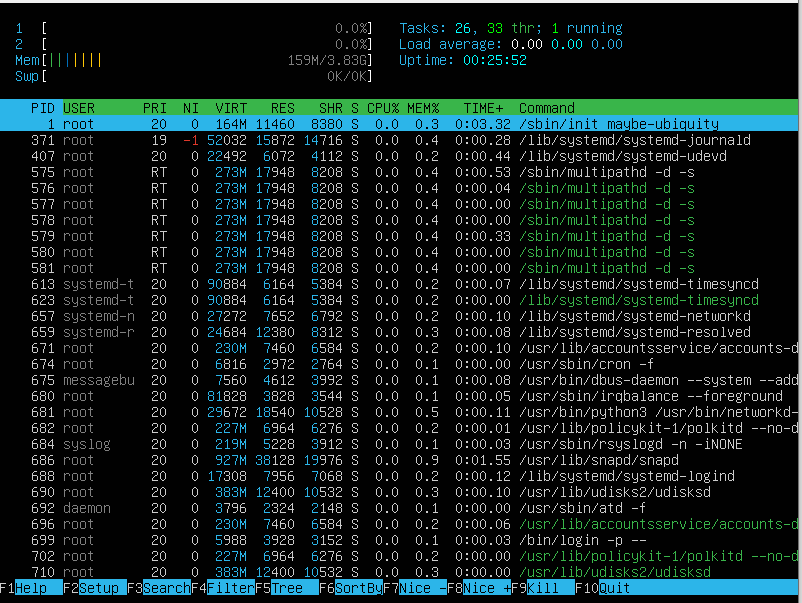 1 [ 0.0%] Tasks: 26, 33 thr; 1 running
2 [ 0.0%] Load average: 0.00 0.00 0.00
Mem[||||||| 159M/3.83G] Uptime: 00:25:52
Swp[ 0K/0K]
PID USER PRI NI VIRT RES SHR S CPU% MEM% TIME+ Command
1 root 20 0 164M 11460 8380 S 0.0 0.3 0:03.32 /sbin/init maybe-ubiquity
371 root 19 -1 52032 15872 14716 S 0.0 0.4 0:00.28 /lib/systemd/systemd-journald
407 root 20 0 22492 6072 4112 S 0.0 0.2 0:00.44 /lib/systemd/systemd-udevd
575 root RT 0 273M 17948 8208 S 0.0 0.4 0:00.53 /sbin/multipathd -d -s
576 root RT 0 273M 17948 8208 S 0.0 0.4 0:00.04 /sbin/multipathd -d -s
577 root RT 0 273M 17948 8208 S 0.0 0.4 0:00.00 /sbin/multipathd -d -s
578 root RT 0 273M 17948 8208 S 0.0 0.4 0:00.00 /sbin/multipathd -d -s
579 root RT 0 273M 17948 8208 S 0.0 0.4 0:00.33 /sbin/multipathd -d -s
580 root RT 0 273M 17948 8208 S 0.0 0.4 0:00.00 /sbin/multipathd -d -s
581 root RT 0 273M 17948 8208 S 0.0 0.4 0:00.00 /sbin/multipathd -d -s
613 systemd-t 20 0 90884 6164 5384 S 0.0 0.2 0:00.07 /lib/systemd/systemd-timesyncd
623 systemd-t 20 0 90884 6164 5384 S 0.0 0.2 0:00.00 /lib/systemd/systemd-timesyncd
657 systemd-n 20 0 27272 7652 6792 S 0.0 0.2 0:00.10 /lib/systemd/systemd-networkd
659 systemd-r 20 0 24684 12380 8312 S 0.0 0.3 0:00.08 /lib/systemd/systemd-resolved
671 root 20 0 230M 7460 6584 S 0.0 0.2 0:00.10 /usr/lib/accountsservice/accounts-d
674 root 20 0 6816 2972 2764 S 0.0 0.1 0:00.00 /usr/sbin/cron -f
675 messagebu 20 0 7560 4612 3992 S 0.0 0.1 0:00.08 /usr/bin/dbus-daemon --system --add
680 root 20 0 81828 3828 3544 S 0.0 0.1 0:00.05 /usr/sbin/irqbalance --foreground
681 root 20 0 29672 18540 10528 S 0.0 0.5 0:00.11 /usr/bin/python3 /usr/bin/networkd-
682 root 20 0 227M 6964 6276 S 0.0 0.2 0:00.01 /usr/lib/policykit-1/polkitd --no-d
684 syslog 20 0 219M 5228 3912 S 0.0 0.1 0:00.03 /usr/sbin/rsyslogd -n -iNONE
686 root 20 0 927M 38128 19976 S 0.0 0.9 0:01.55 /usr/lib/snapd/snapd
688 root 20 0 17308 7956 7068 S 0.0 0.2 0:00.12 /lib/systemd/systemd-logind
690 root 20 0 383M 12400 10532 S 0.0 0.3 0:00.10 /usr/lib/udisks2/udisksd
692 daemon 20 0 3796 2324 2148 S 0.0 0.1 0:00.00 /usr/sbin/atd -f
696 root 20 0 230M 7460 6584 S 0.0 0.2 0:00.06 /usr/lib/accountsservice/accounts-d
699 root 20 0 5988 3928 3152 S 0.0 0.1 0:00.03 /bin/login -p --
702 root 20 0 227M 6964 6276 S 0.0 0.2 0:00.00 /usr/lib/policykit-1/polkitd --no-d
710 root 20 0 383M 12400 10532 S 0.0 0.3 0:00.00 /usr/lib/udisks2/udisksd
F1Help F2Setup F3SearchF4FilterF5Tree F6SortByF7Nice -F8Nice +F9Kill F10Quit